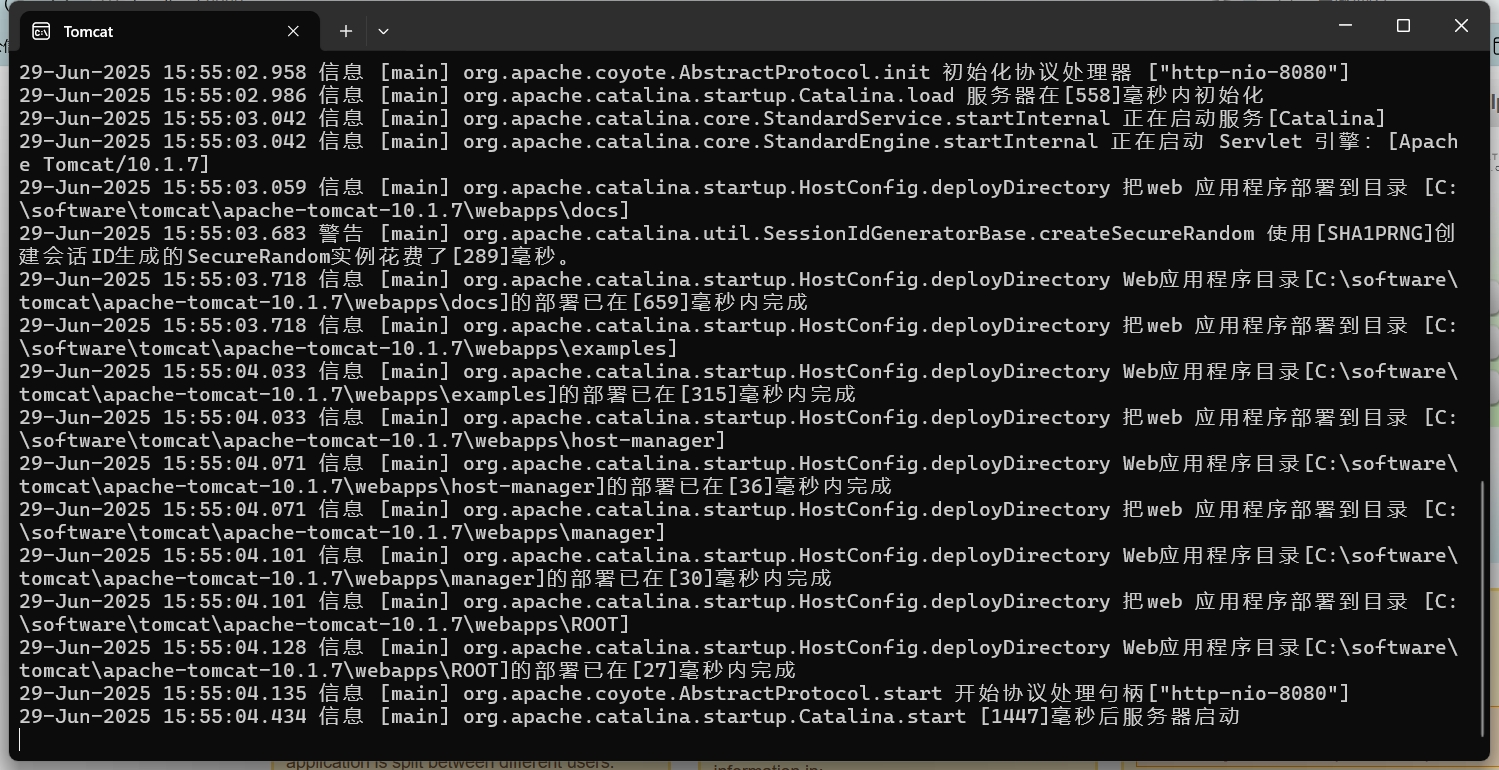 Tomcat
29-Jun-2025 15:55:02.958 信息 [main] org.apache.coyote.AbstractProtocol.init 初始化协议处理器 ["http-nio-8080"]
29-Jun-2025 15:55:02.986 信息 [main] org.apache.catalina.startup.Catalina.load 服务器在[558]毫秒内初始化
29-Jun-2025 15:55:03.042 信息 [main] org.apache.catalina.core.StandardService.startInternal 正在启动服务[Catalina]
29-Jun-2025 15:55:03.042 信息 [main] org.apache.catalina.core.StandardEngine.startInternal 正在启动 Servlet 引擎：[Apach
e Tomcat/10.1.7]
29-Jun-2025 15:55:03.059 信息 [main] org.apache.catalina.startup.HostConfig.deployDirectory 把web 应用程序部署到目录 [C:
\software\tomcat\apache-tomcat-10.1.7\webapps\docs]
29-Jun-2025 15:55:03.683 警告 [main] org.apache.catalina.util.SessionIdGeneratorBase.createSecureRandom 使用[SHA1PRNG]创
建会话ID生成的SecureRandom实例花费了[289]毫秒。
29-Jun-2025 15:55:03.718 信息 [main] org.apache.catalina.startup.HostConfig.deployDirectory Web应用程序目录[C:\software\
tomcat\apache-tomcat-10.1.7\webapps\docs]的部署已在[659]毫秒内完成
29-Jun-2025 15:55:03.718 信息 [main] org.apache.catalina.startup.HostConfig.deployDirectory 把web 应用程序部署到目录 [C:
\software\tomcat\apache-tomcat-10.1.7\webapps\examples]
29-Jun-2025 15:55:04.033 信息 [main] org.apache.catalina.startup.HostConfig.deployDirectory Web应用程序目录[C:\software\
tomcat\apache-tomcat-10.1.7\webapps\examples]的部署已在[315]毫秒内完成
29-Jun-2025 15:55:04.033 信息 [main] org.apache.catalina.startup.HostConfig.deployDirectory 把web 应用程序部署到目录 [C:
\software\tomcat\apache-tomcat-10.1.7\webapps\host-manager]
29-Jun-2025 15:55:04.071 信息 [main] org.apache.catalina.startup.HostConfig.deployDirectory Web应用程序目录[C:\software\
tomcat\apache-tomcat-10.1.7\webapps\host-manager]的部署已在[36]毫秒内完成
29-Jun-2025 15:55:04.071 信息 [main] org.apache.catalina.startup.HostConfig.deployDirectory 把web 应用程序部署到目录 [C:
\software\tomcat\apache-tomcat-10.1.7\webapps\manager]
29-Jun-2025 15:55:04.101 信息 [main] org.apache.catalina.startup.HostConfig.deployDirectory Web应用程序目录[C:\software\
tomcat\apache-tomcat-10.1.7\webapps\manager]的部署已在[30]毫秒内完成
29-Jun-2025 15:55:04.101 信息 [main] org.apache.catalina.startup.HostConfig.deployDirectory 把web 应用程序部署到目录 [C:
\software\tomcat\apache-tomcat-10.1.7\webapps\ROOT]
29-Jun-2025 15:55:04.128 信息 [main] org.apache.catalina.startup.HostConfig.deployDirectory Web应用程序目录[C:\software\
tomcat\apache-tomcat-10.1.7\webapps\ROOT]的部署已在[27]毫秒内完成
29-Jun-2025 15:55:04.135 信息 [main] org.apache.coyote.AbstractProtocol.start 开始协议处理句柄["http-nio-8080"]
29-Jun-2025 15:55:04.434 信息 [main] org.apache.catalina.startup.Catalina.start [1447]毫秒后服务器启动
application is split between different users.
information in: